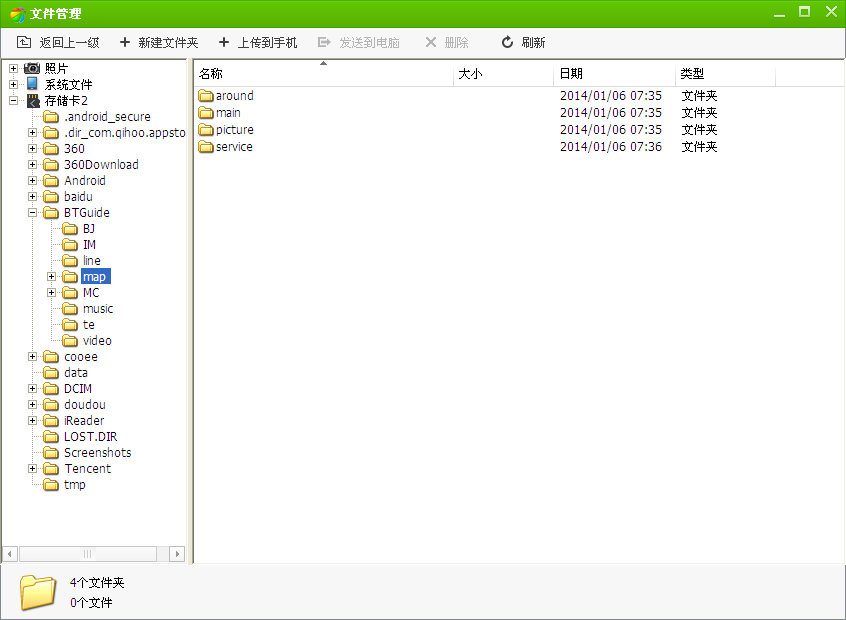 文件管理
返回上一级 新建文件夹 上传到手机 发送到电脑 删除 刷新
照片
系统文件
存储卡2
.android_secure
.dir_com.qihoo.appsto
360
360Download
Android
baidu
BTGuide
BJ
IM
line
map
MC
music
te
video
cooee
data
DCIM
doudou
iReader
LOST.DIR
Screenshots
Tencent
tmp
名称 大小 日期 类型
around 2014/01/06 07:35 文件夹
main 2014/01/06 07:35 文件夹
picture 2014/01/06 07:35 文件夹
service 2014/01/06 07:36 文件夹
4个文件夹
0个文件